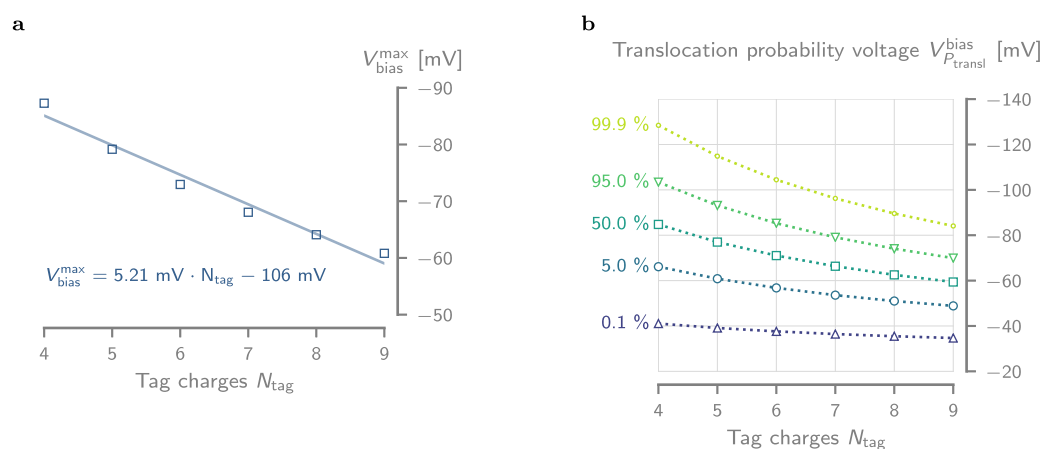 a
V_bias^max [mV]
−90
−80
−70
−60
−50
V_bias^max = 5.21 mV · N_tag − 106 mV
4 5 6 7 8 9
Tag charges N_tag
b
Translocation probability voltage V_P_transl^bias [mV]
−140
−120
−100
−80
−60
−40
−20
99.9 %
95.0 %
50.0 %
5.0 %
0.1 %
4 5 6 7 8 9
Tag charges N_tag